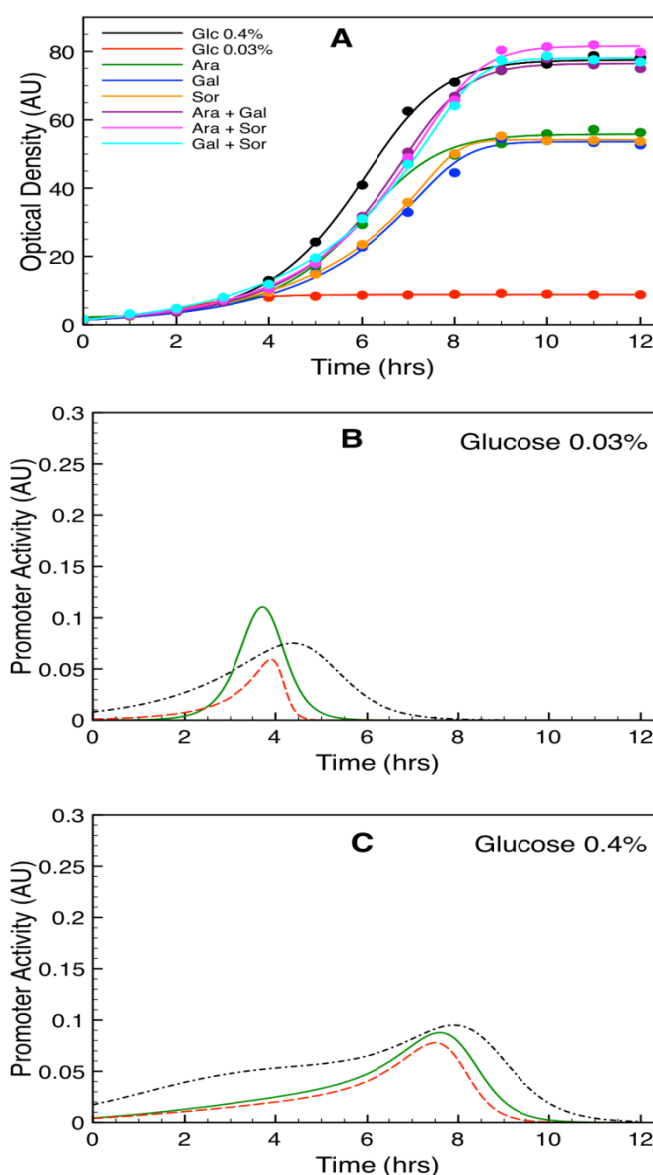 A
Glc 0.4%
Glc 0.03%
Ara
Gal
Sor
Ara + Gal
Ara + Sor
Gal + Sor
Optical Density (AU)
80
60
40
20
0
0 2 4 6 8 10 12
Time (hrs)
B
Glucose 0.03%
Promoter Activity (AU)
0.3
0.25
0.2
0.15
0.1
0.05
0
0 2 4 6 8 10 12
Time (hrs)
C
Glucose 0.4%
Promoter Activity (AU)
0.3
0.25
0.2
0.15
0.1
0.05
0
0 2 4 6 8 10 12
Time (hrs)